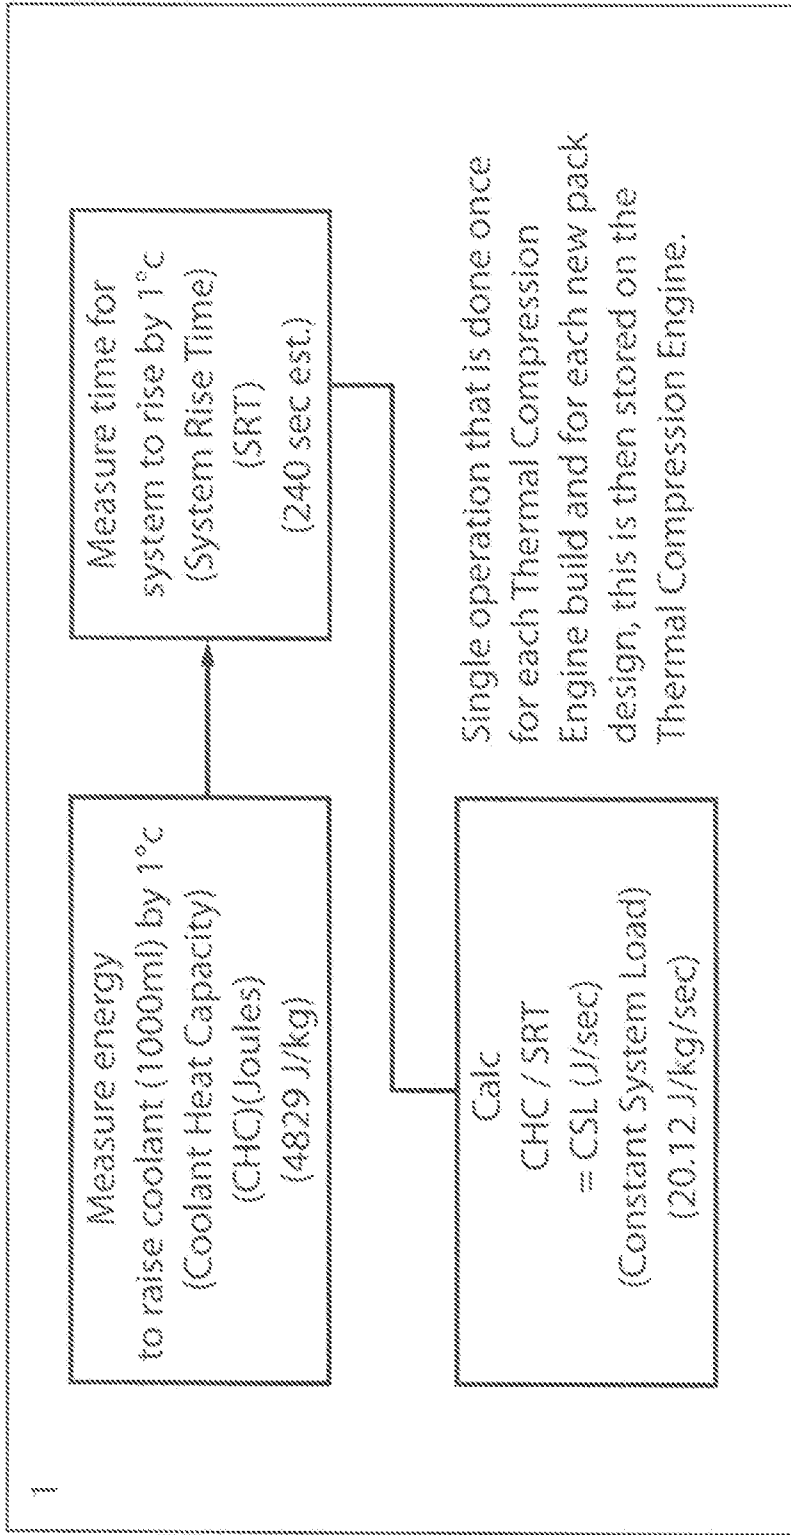 1
Measure energy
to raise coolant (1000ml) by 1°c
(Coolant Heat Capacity)
(CHC)(Joules)
(4829 J/kg)
Measure time for
system to rise by 1°c
(System Rise Time)
(SRT)
(240 sec est.)
Calc
CHC / SRT
= CSL (J/sec)
(Constant System Load)
(20.12 J/kg/sec)
Single operation that is done once
for each Thermal Compression
Engine build and for each new pack
design, this is then stored on the
Thermal Compression Engine.